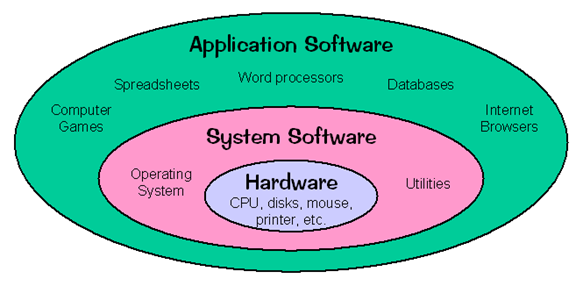 Application Software
Spreadsheets
Word processors
Databases
Computer
Games
Internet
Browsers
System Software
Operating
System
Utilities
Hardware
CPU, disks, mouse,
printer, etc.